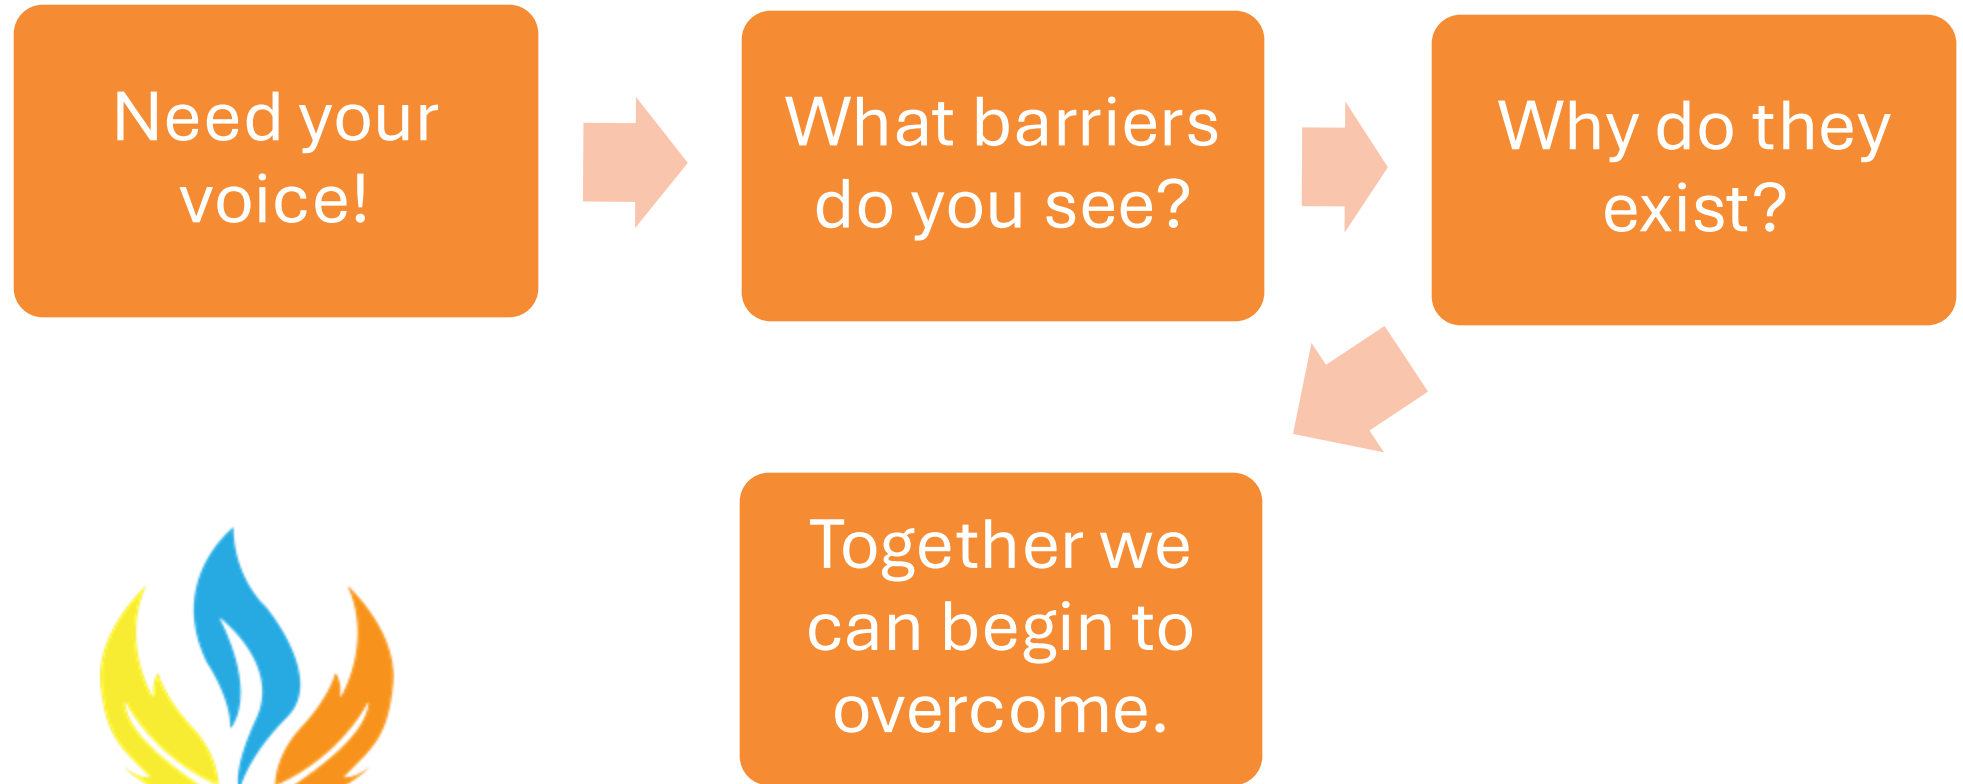 Need your
voice!
What barriers
do you see?
Why do they
exist?
Together we
can begin to
overcome.